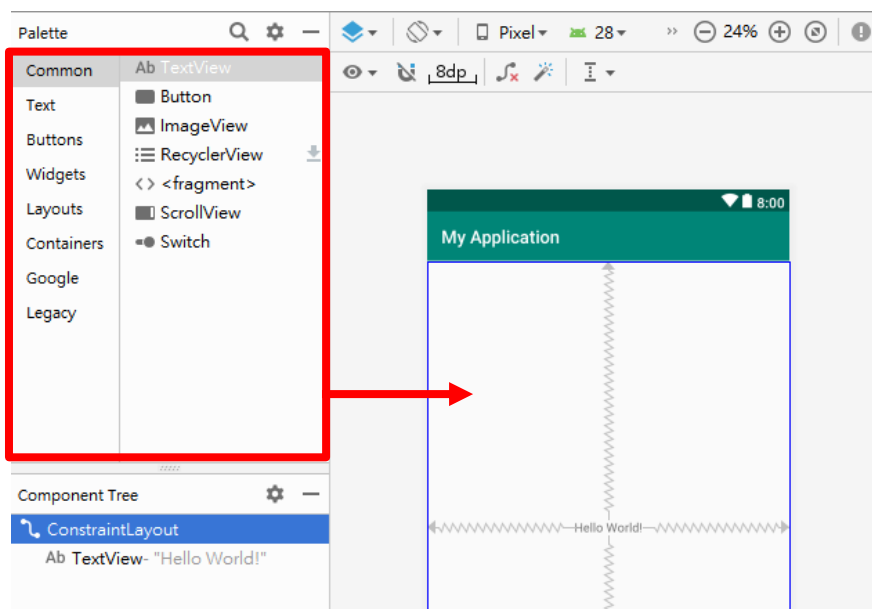 Palette
Pixel 28 24%
8dp
Common
Text
Buttons
Widgets
Layouts
Containers
Google
Legacy
Ab TextView
Button
ImageView
RecyclerView
<> <fragment>
ScrollView
Switch
8:00
My Application
Hello World!
Component Tree
ConstraintLayout
Ab TextView- "Hello World!"